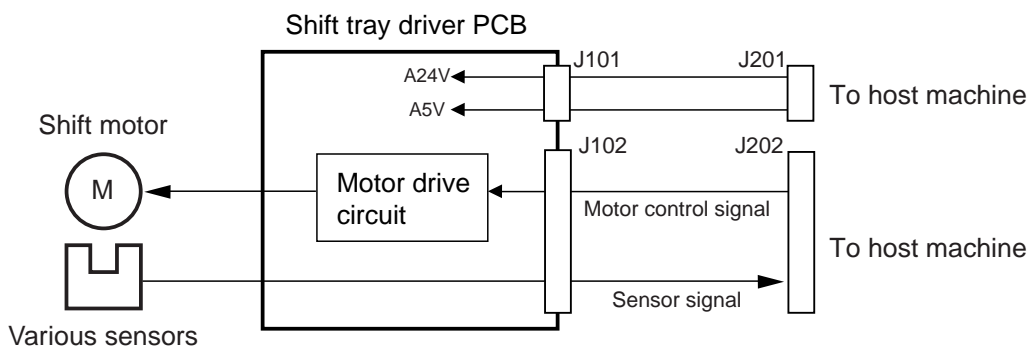 Shift tray driver PCB
J101
J201
A24V
A5V
To host machine
Shift motor
J102
J202
M
Motor drive
circuit
Motor control signal
To host machine
Sensor signal
Various sensors